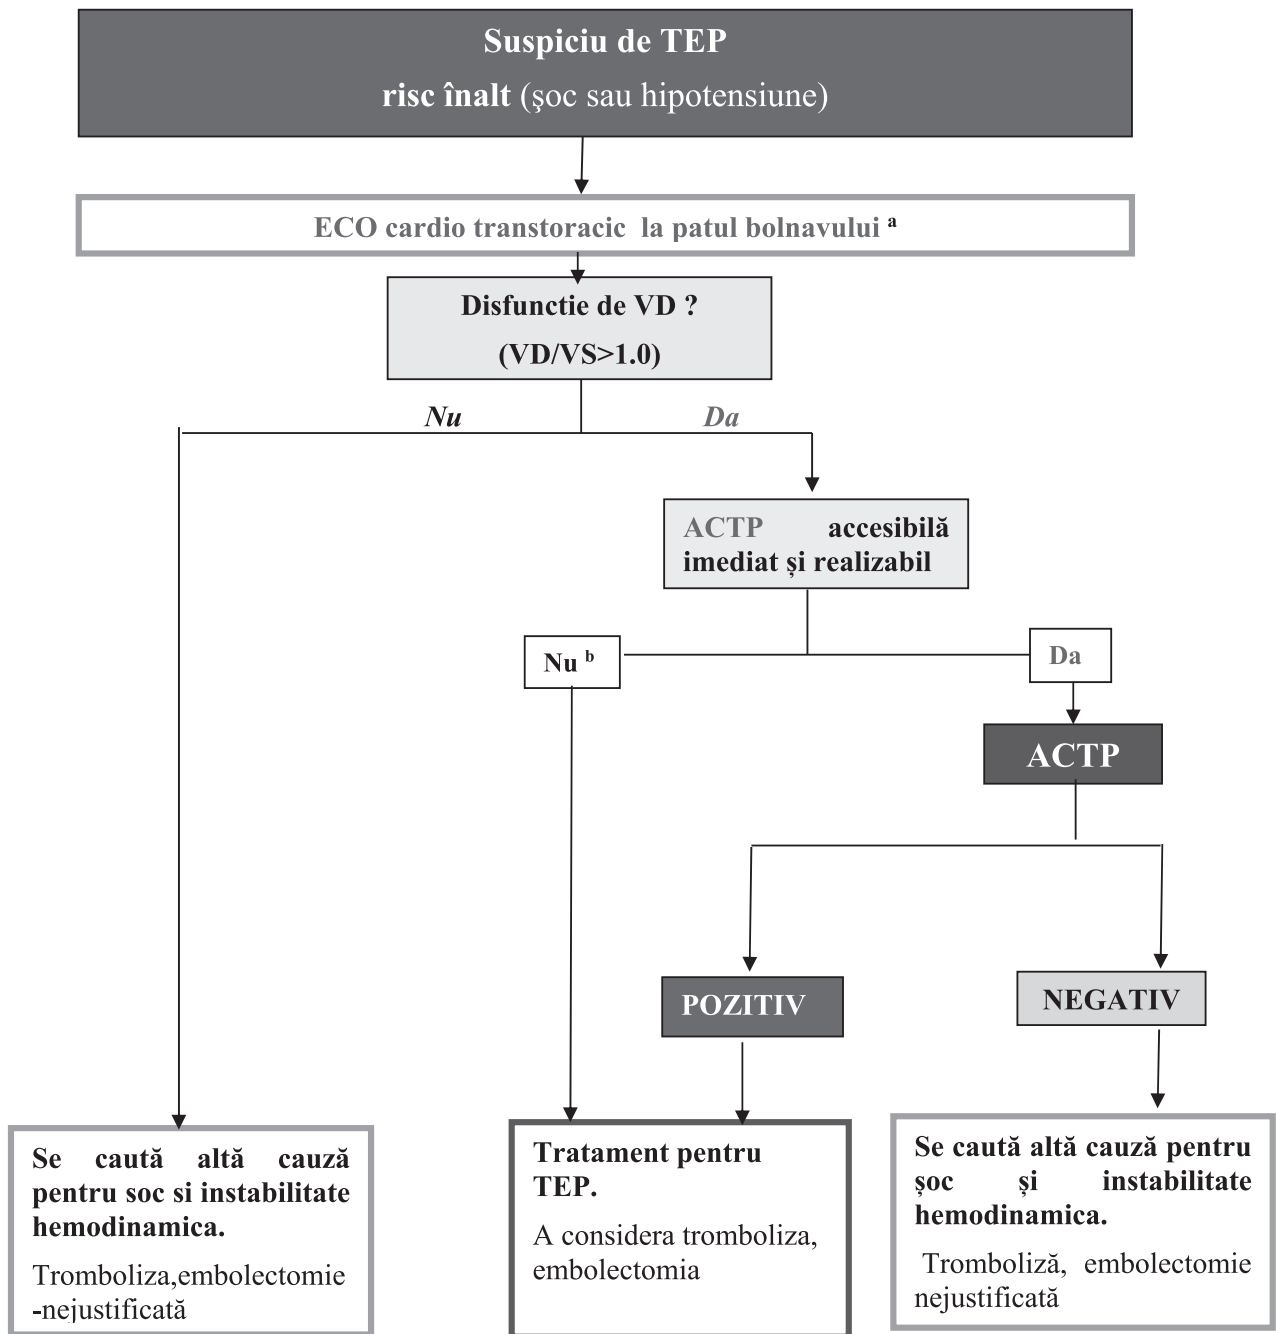 Suspiciu de TEP
risc înalt (şoc sau hipotensiune)
ECO cardio transtoracic la patul bolnavului ᵃ
Disfunctie de VD ?
(VD/VS>1.0)
Nu
Da
ACTP accesibilă
imediat și realizabil
Nu ᵇ
Da
ACTP
POZITIV
NEGATIV
Se caută altă cauză
pentru soc si instabilitate
hemodinamica.
Tromboliza,embolectomie
-nejustificată
Tratament pentru
TEP.
A considera tromboliza,
embolectomia
Se caută altă cauză pentru
șoc și instabilitate
hemodinamica.
Tromboliză, embolectomie
nejustificată